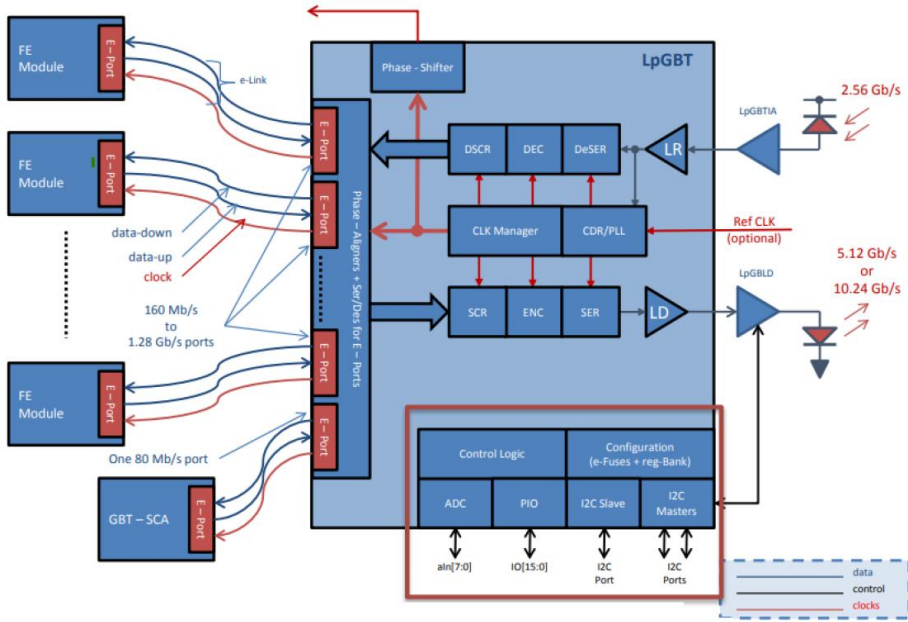 FE
Module
E – Port
e-Link
FE
Module
E – Port
data-down
data-up
clock
160 Mb/s
to
1.28 Gb/s ports
FE
Module
E – Port
One 80 Mb/s port
GBT – SCA
E – Port
Phase - Shifter
LpGBT
E – Port
E – Port
E – Port
E – Port
Phase – Aligners + Ser/Des for E – Ports
DSCR
DEC
DeSER
LR
LpGBTIA
2.56 Gb/s
CLK Manager
CDR/PLL
Ref CLK
(optional)
SCR
ENC
SER
LD
LpGBLD
5.12 Gb/s
or
10.24 Gb/s
Control Logic
Configuration
(e-Fuses + reg-Bank)
ADC
PIO
I2C Slave
I2C
Masters
aIn[7:0]
IO[15:0]
I2C
Port
I2C
Ports
data
control
clocks